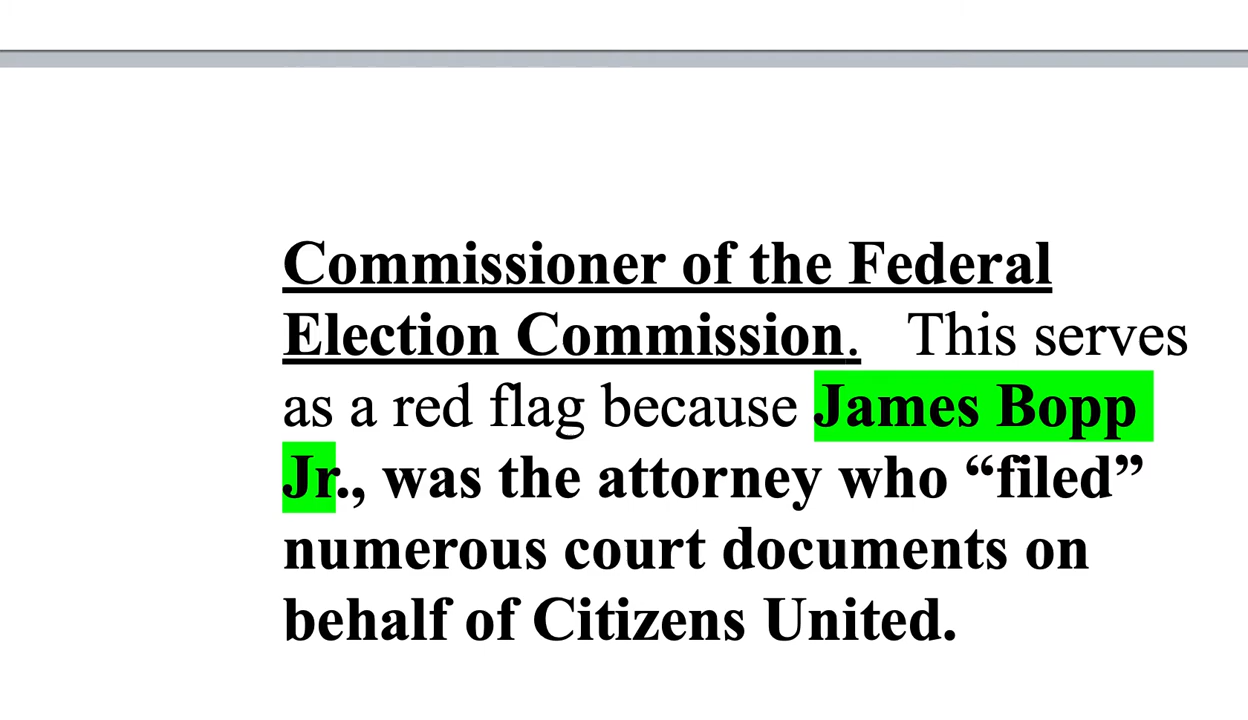 Commissioner of the Federal
Election Commission.   This serves
as a red flag because James Bopp
Jr., was the attorney who “filed”
numerous court documents on
behalf of Citizens United.